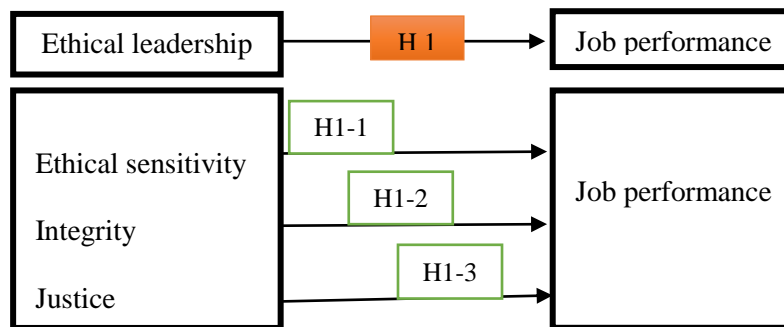 Ethical leadership
H 1
Job performance
H1-1
Ethical sensitivity
H1-2
Job performance
Integrity
H1-3
Justice